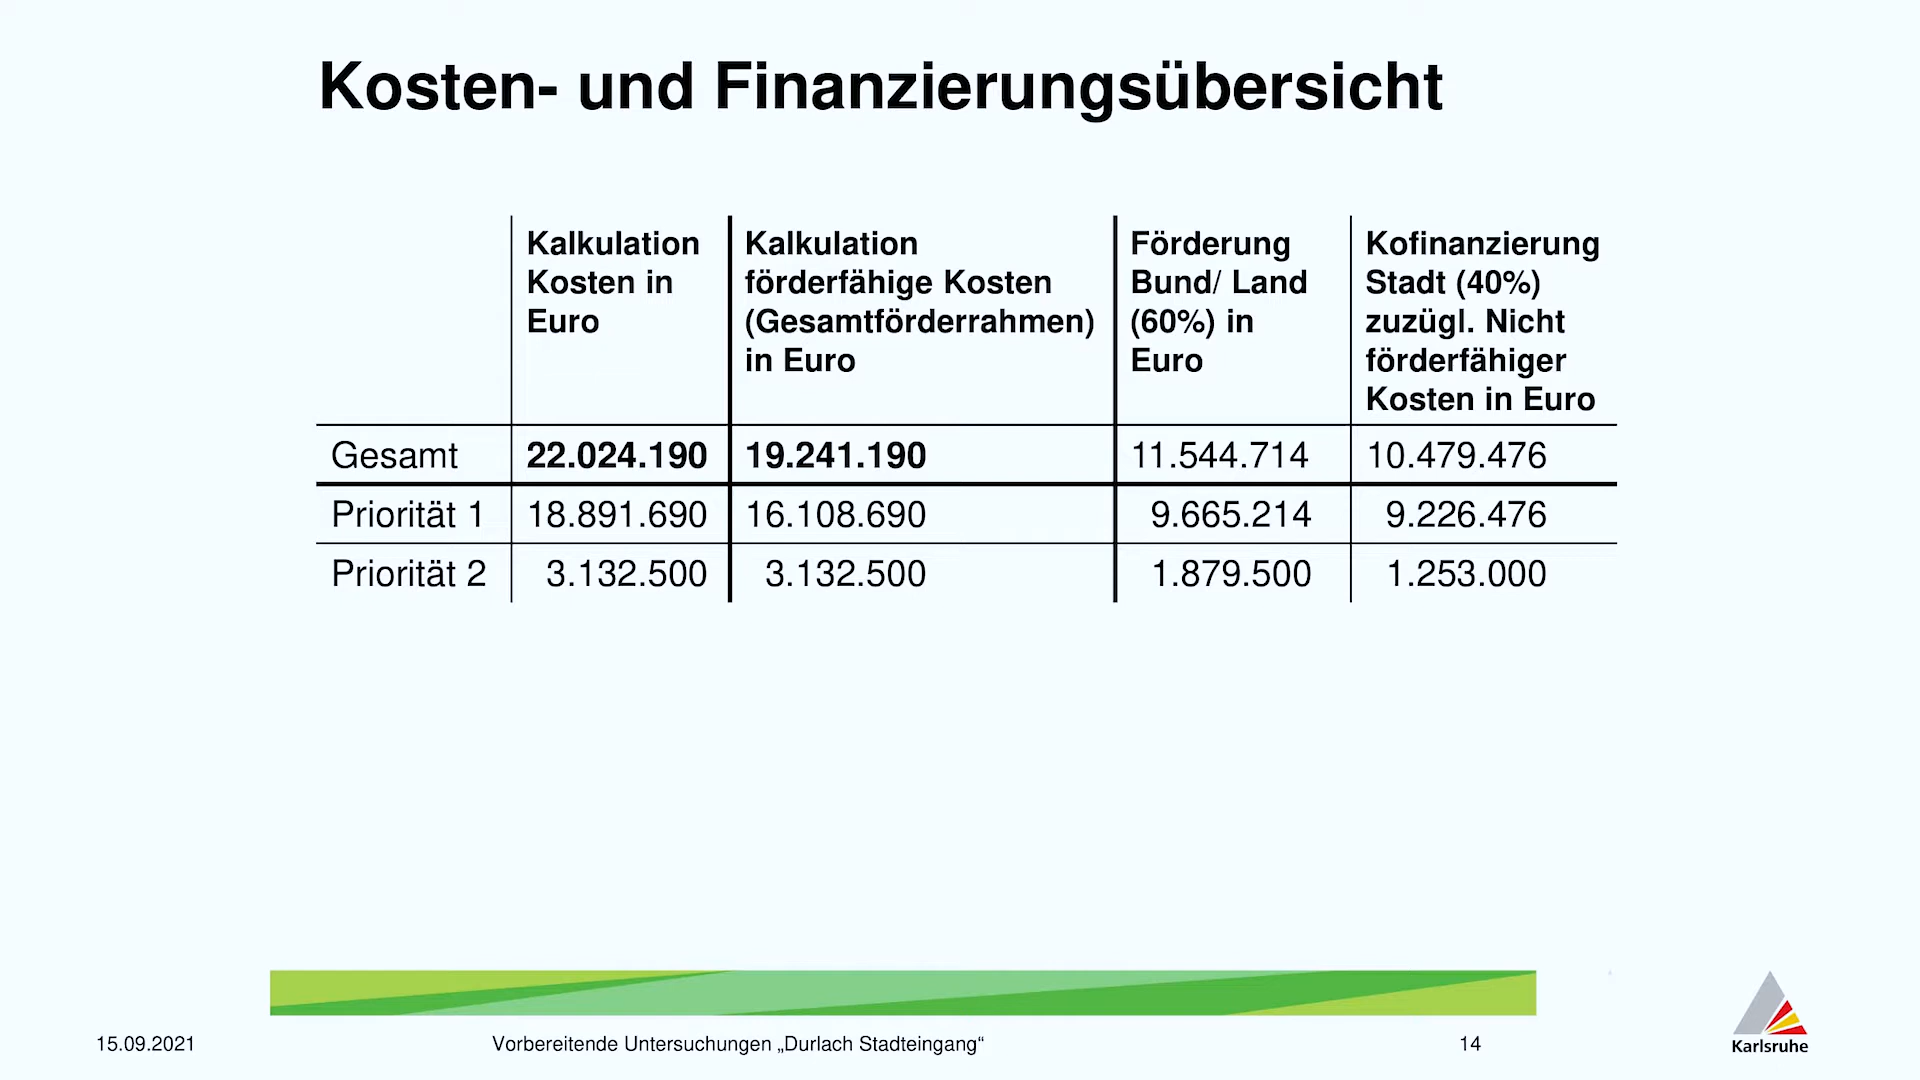 Kosten- und Finanzierungsübersicht
Kalkulation
Kosten in
Euro
Kalkulation
förderfähige Kosten
(Gesamtförderrahmen)
in Euro
Förderung
Bund/ Land
(60%) in
Euro
Kofinanzierung
Stadt (40%)
zuzügl. Nicht
förderfähiger
Kosten in Euro
Gesamt 22.024.190 19.241.190 11.544.714 10.479.476
Priorität 1 18.891.690 16.108.690 9.665.214 9.226.476
Priorität 2 3.132.500 3.132.500 1.879.500 1.253.000
15.09.2021 Vorbereitende Untersuchungen „Durlach Stadteingang“ 14
Karlsruhe